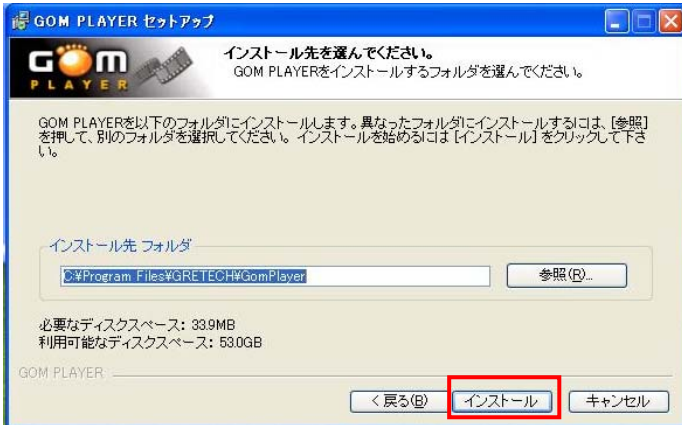 GOM PLAYER セットアップ
GOM
PLAYER
インストール先を選んでください。
GOM PLAYERをインストールするフォルダを選んでください。
GOM PLAYERを以下のフォルダにインストールします。異なったフォルダにインストールするには、[参照]
を押して、別のフォルダを選択してください。インストールを始めるには [インストール] をクリックして下さ
い。
インストール先 フォルダ
C:¥Program Files¥GRETECH¥GomPlayer
参照(R)...
必要なディスクスペース: 33.9MB
利用可能なディスクスペース: 53.0GB
GOM PLAYER
< 戻る(B)
インストール
キャンセル